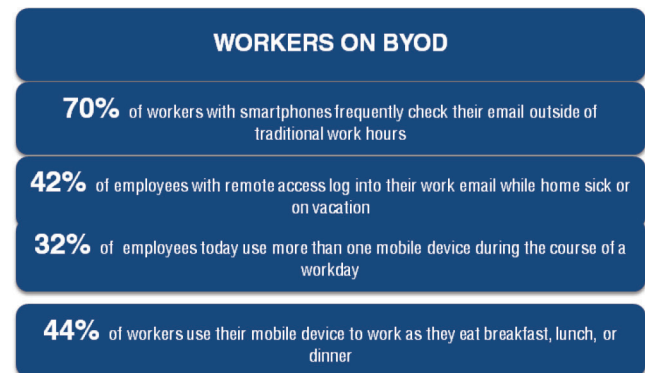 WORKERS ON BYOD
70% of workers with smartphones frequently check their email outside of
traditional work hours
42% of employees with remote access log into their work email while home sick or
on vacation
32% of employees today use more than one mobile device during the course of a
workday
44% of workers use their mobile device to work as they eat breakfast, lunch, or
dinner